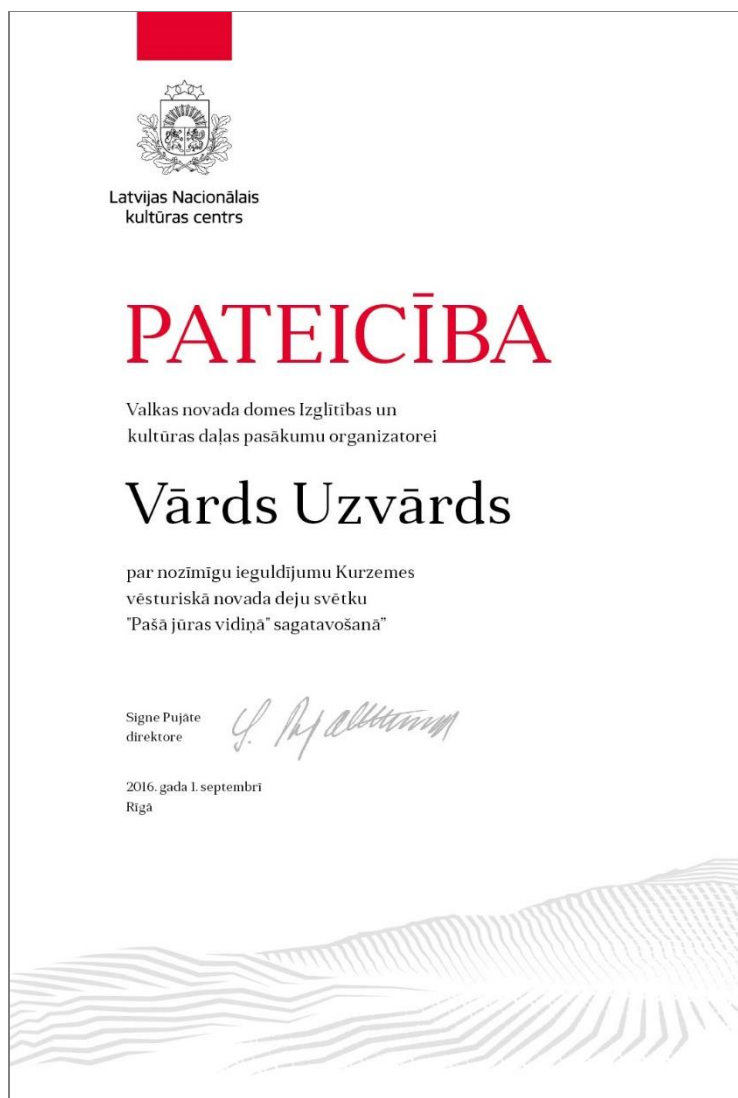 Latvijas Nacionālais
kultūras centrs
PATEICĪBA
Valkas novada domes Izglītības un
kultūras daļas pasākumu organizatorei
Vārds Uzvārds
par nozīmīgu ieguldījumu Kurzemes
vēsturiskā novada deju svētku
"Pašā jūras vidiņā" sagatavošanā”
Signe Pujāte
direktore
2016. gada 1. septembrī
Rīgā